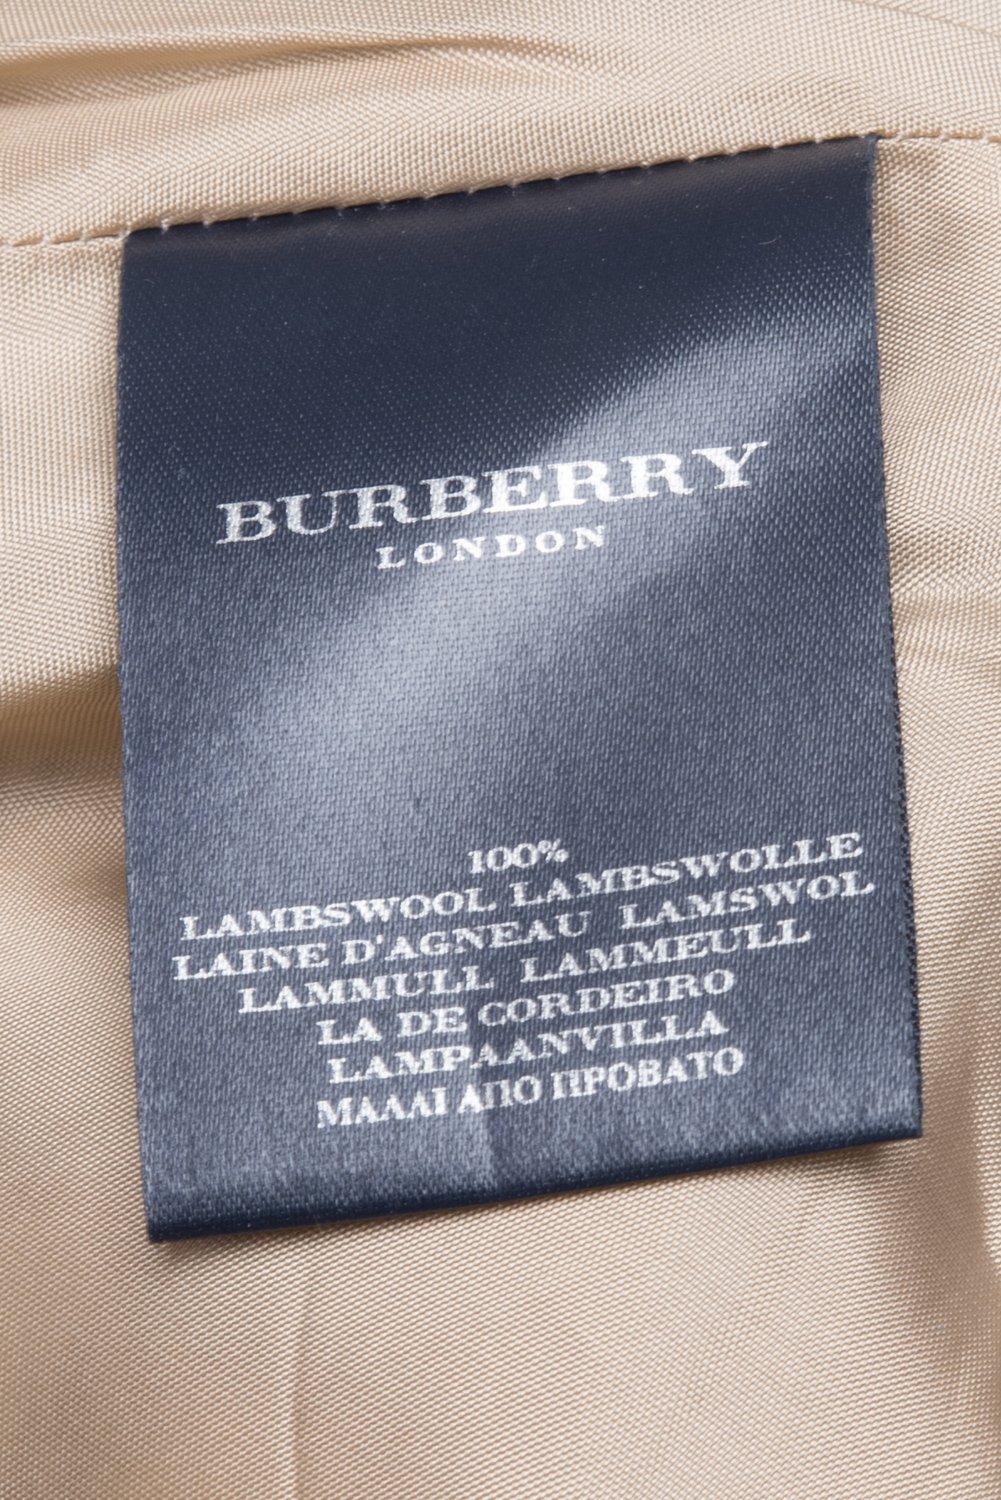 BURBERRY
LONDON
100%
LAMBSWOOL LAMBSWOLLE
LAINE D'AGNEAU LAMSWOL
LAMMULL LAMMEULL
LA DE CORDEIRO
LAMPAANVILLA
ΜΑΛΛΙ ΑΠΟ ΠΡΟΒΑΤΟ